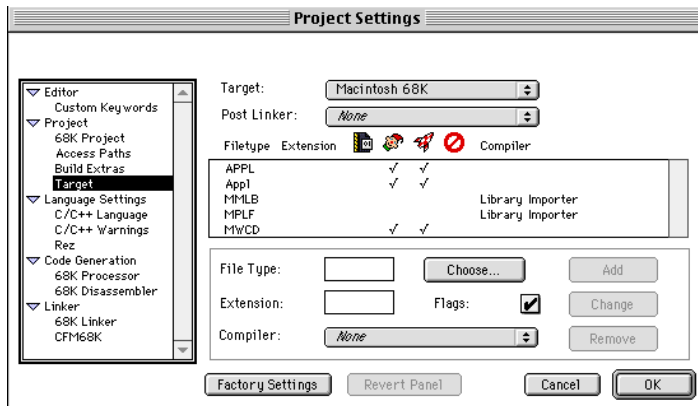 Project Settings
Editor
Custom Keywords
Project
68K Project
Access Paths
Build Extras
Target
Language Settings
C/C++ Language
C/C++ Warnings
Rez
Code Generation
68K Processor
68K Disassembler
Linker
68K Linker
CFM68K
Target: Macintosh 68K
Post Linker: None
Filetype Extension Compiler
APPL √ √
Appl √ √
MMLB Library Importer
MPLF Library Importer
MWCD √ √
File Type: Choose... Add
Extension: Flags: Change
Compiler: None Remove
Factory Settings Revert Panel Cancel OK